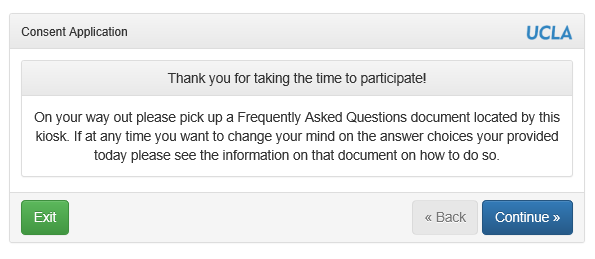 Consent Application
UCLA
Thank you for taking the time to participate!
On your way out please pick up a Frequently Asked Questions document located by this
kiosk. If at any time you want to change your mind on the answer choices your provided
today please see the information on that document on how to do so.
Exit
« Back
Continue »